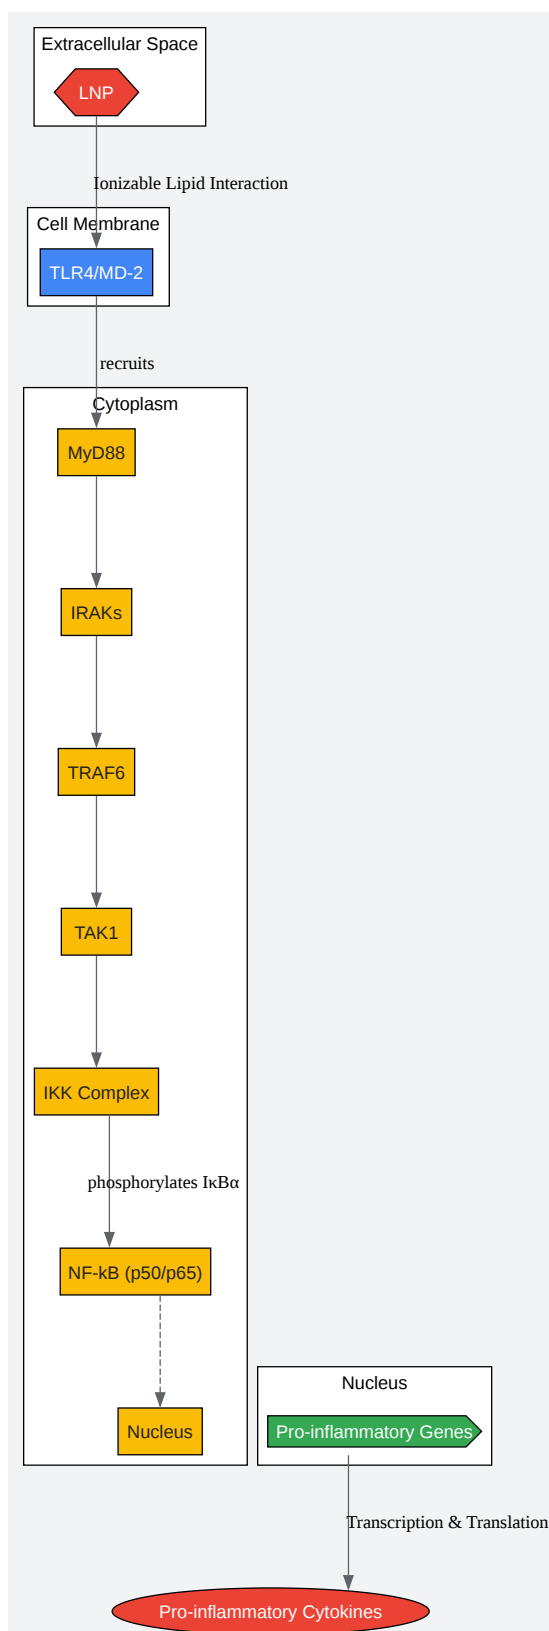 Extracellular Space
LNP
Ionizable Lipid Interaction
Cell Membrane
TLR4/MD-2
recruits
Cytoplasm
MyD88
IRAKs
TRAF6
TAK1
IKK Complex
phosphorylates IκBα
NF-kB (p50/p65)
Nucleus
Nucleus
Pro-inflammatory Genes
Transcription & Translation
Pro-inflammatory Cytokines